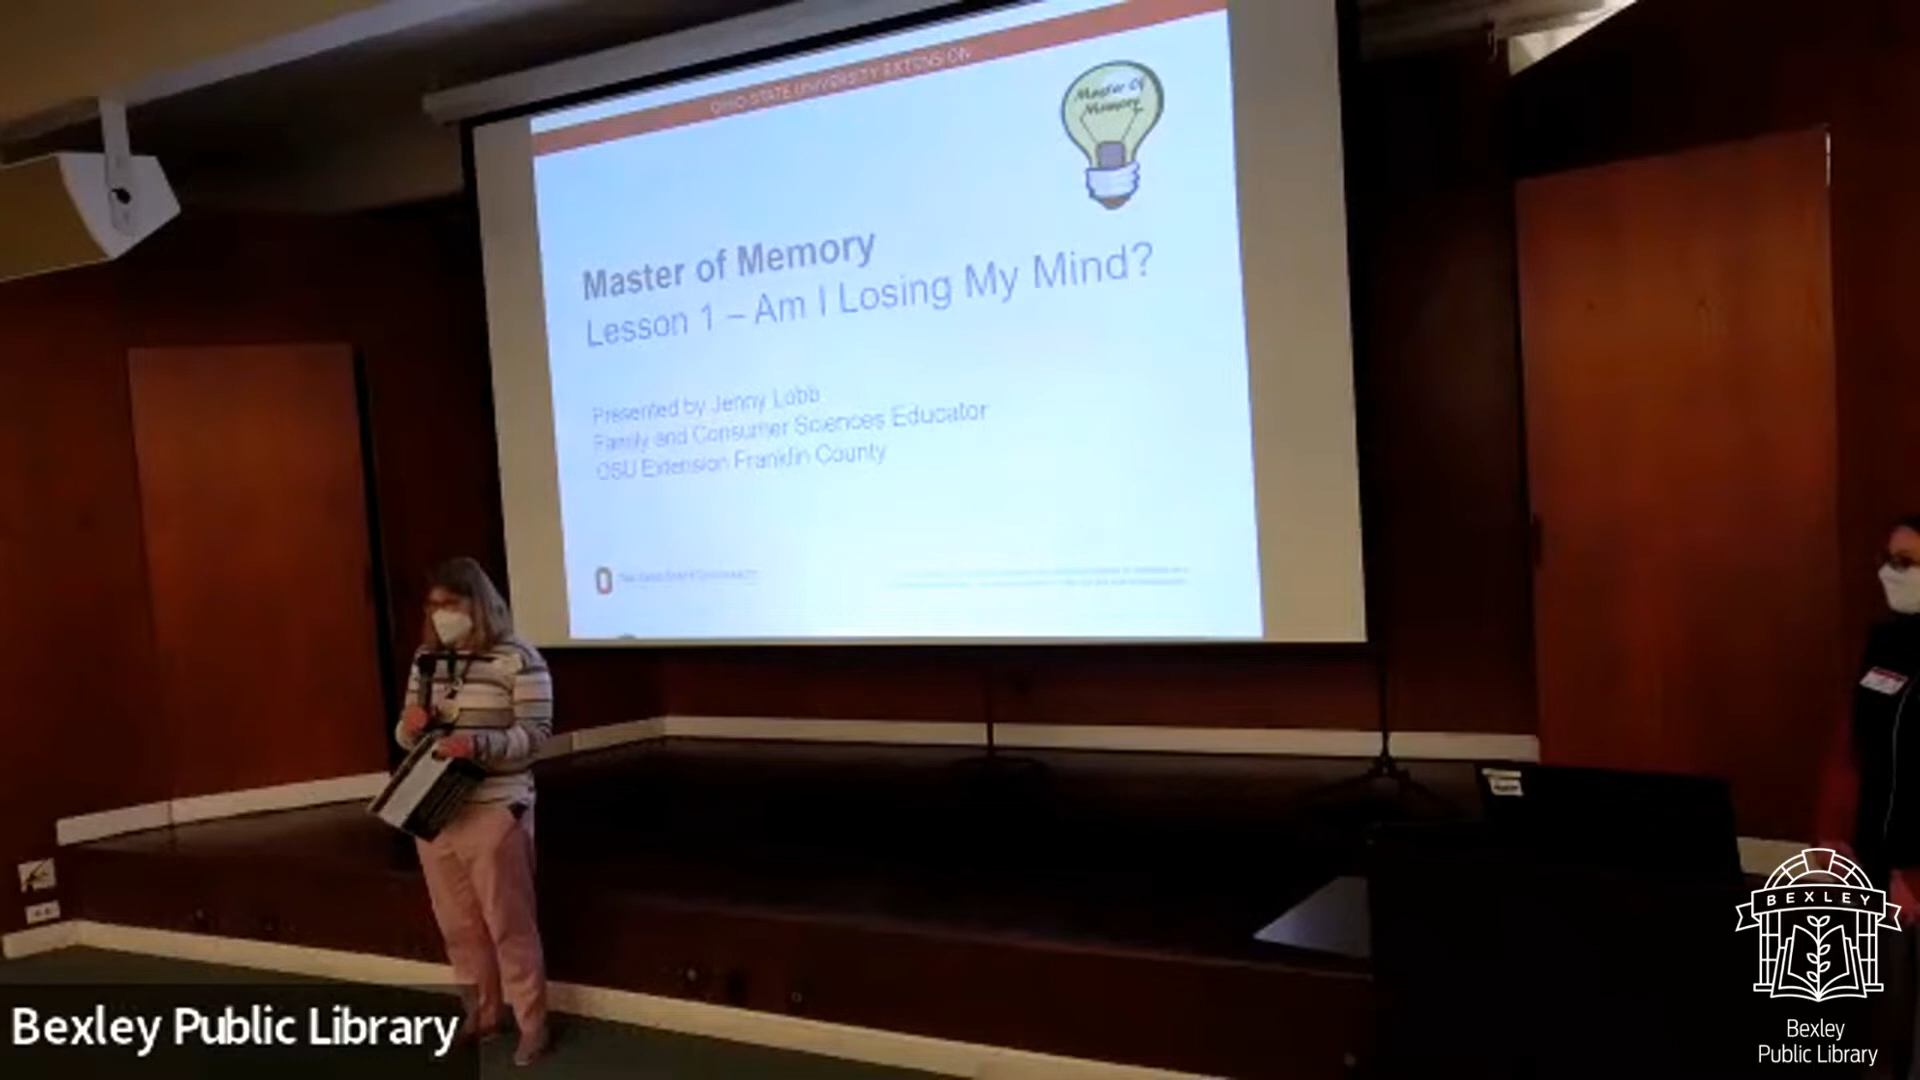 OHIO STATE UNIVERSITY EXTENSION
Master Of
Memory
Master of Memory
Lesson 1 – Am I Losing My Mind?
Presented by Jenny Lobb
Family and Consumer Sciences Educator
OSU Extension Franklin County
Bexley Public Library
BEXLEY
Bexley
Public Library